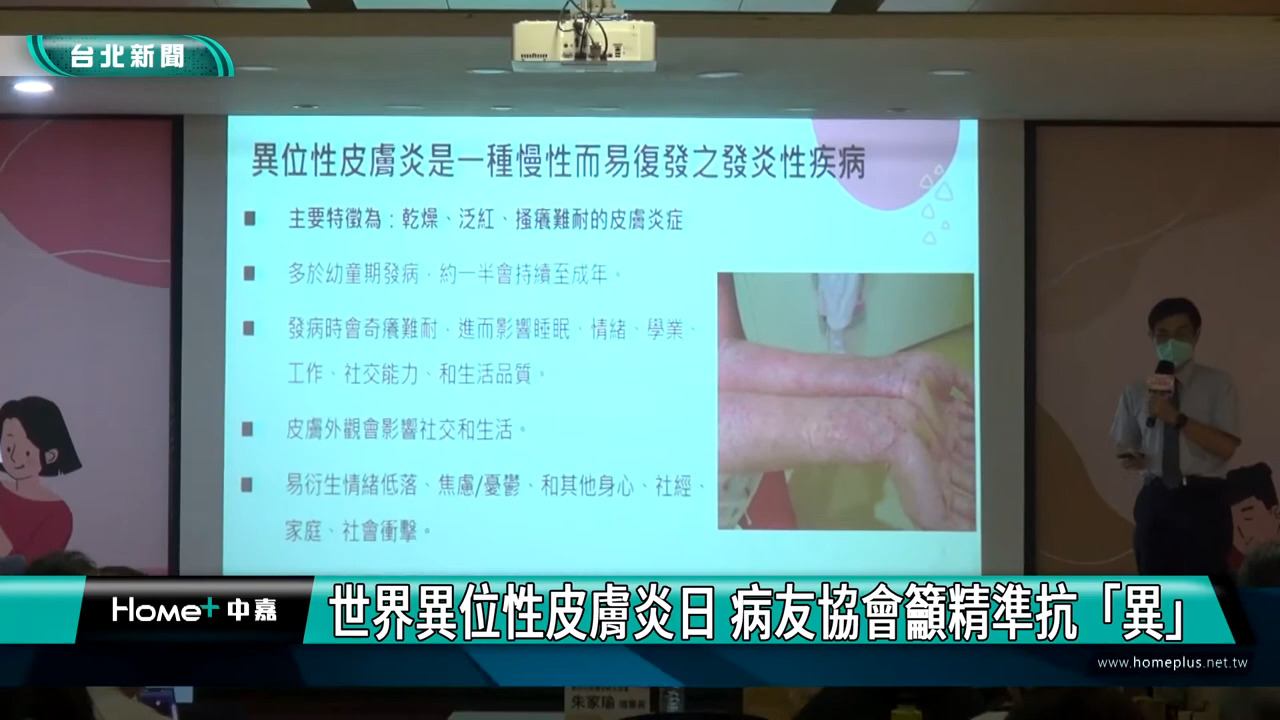 台北新聞
異位性皮膚炎是一種慢性而易復發之發炎性疾病
主要特徵為：乾燥、泛紅、搔癢難耐的皮膚炎症
多於幼童期發病，約一半會持續至成年。
發病時會奇癢難耐，進而影響睡眠、情緒、學業、
工作、社交能力、和生活品質。
皮膚外觀會影響社交和生活。
易衍生情緒低落、焦慮/憂鬱、和其他身心、社經、
家庭、社會衝擊。
Home+中嘉
世界異位性皮膚炎日 病友協會籲精準抗「異」
www.homeplus.net.tw
朱家瑜 理事長